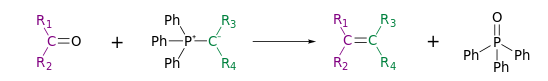 R1 Ph R3 R1 R3 O
C=O + Ph P+ C- C=C + P
R2 Ph R4 R2 R4 Ph Ph Ph